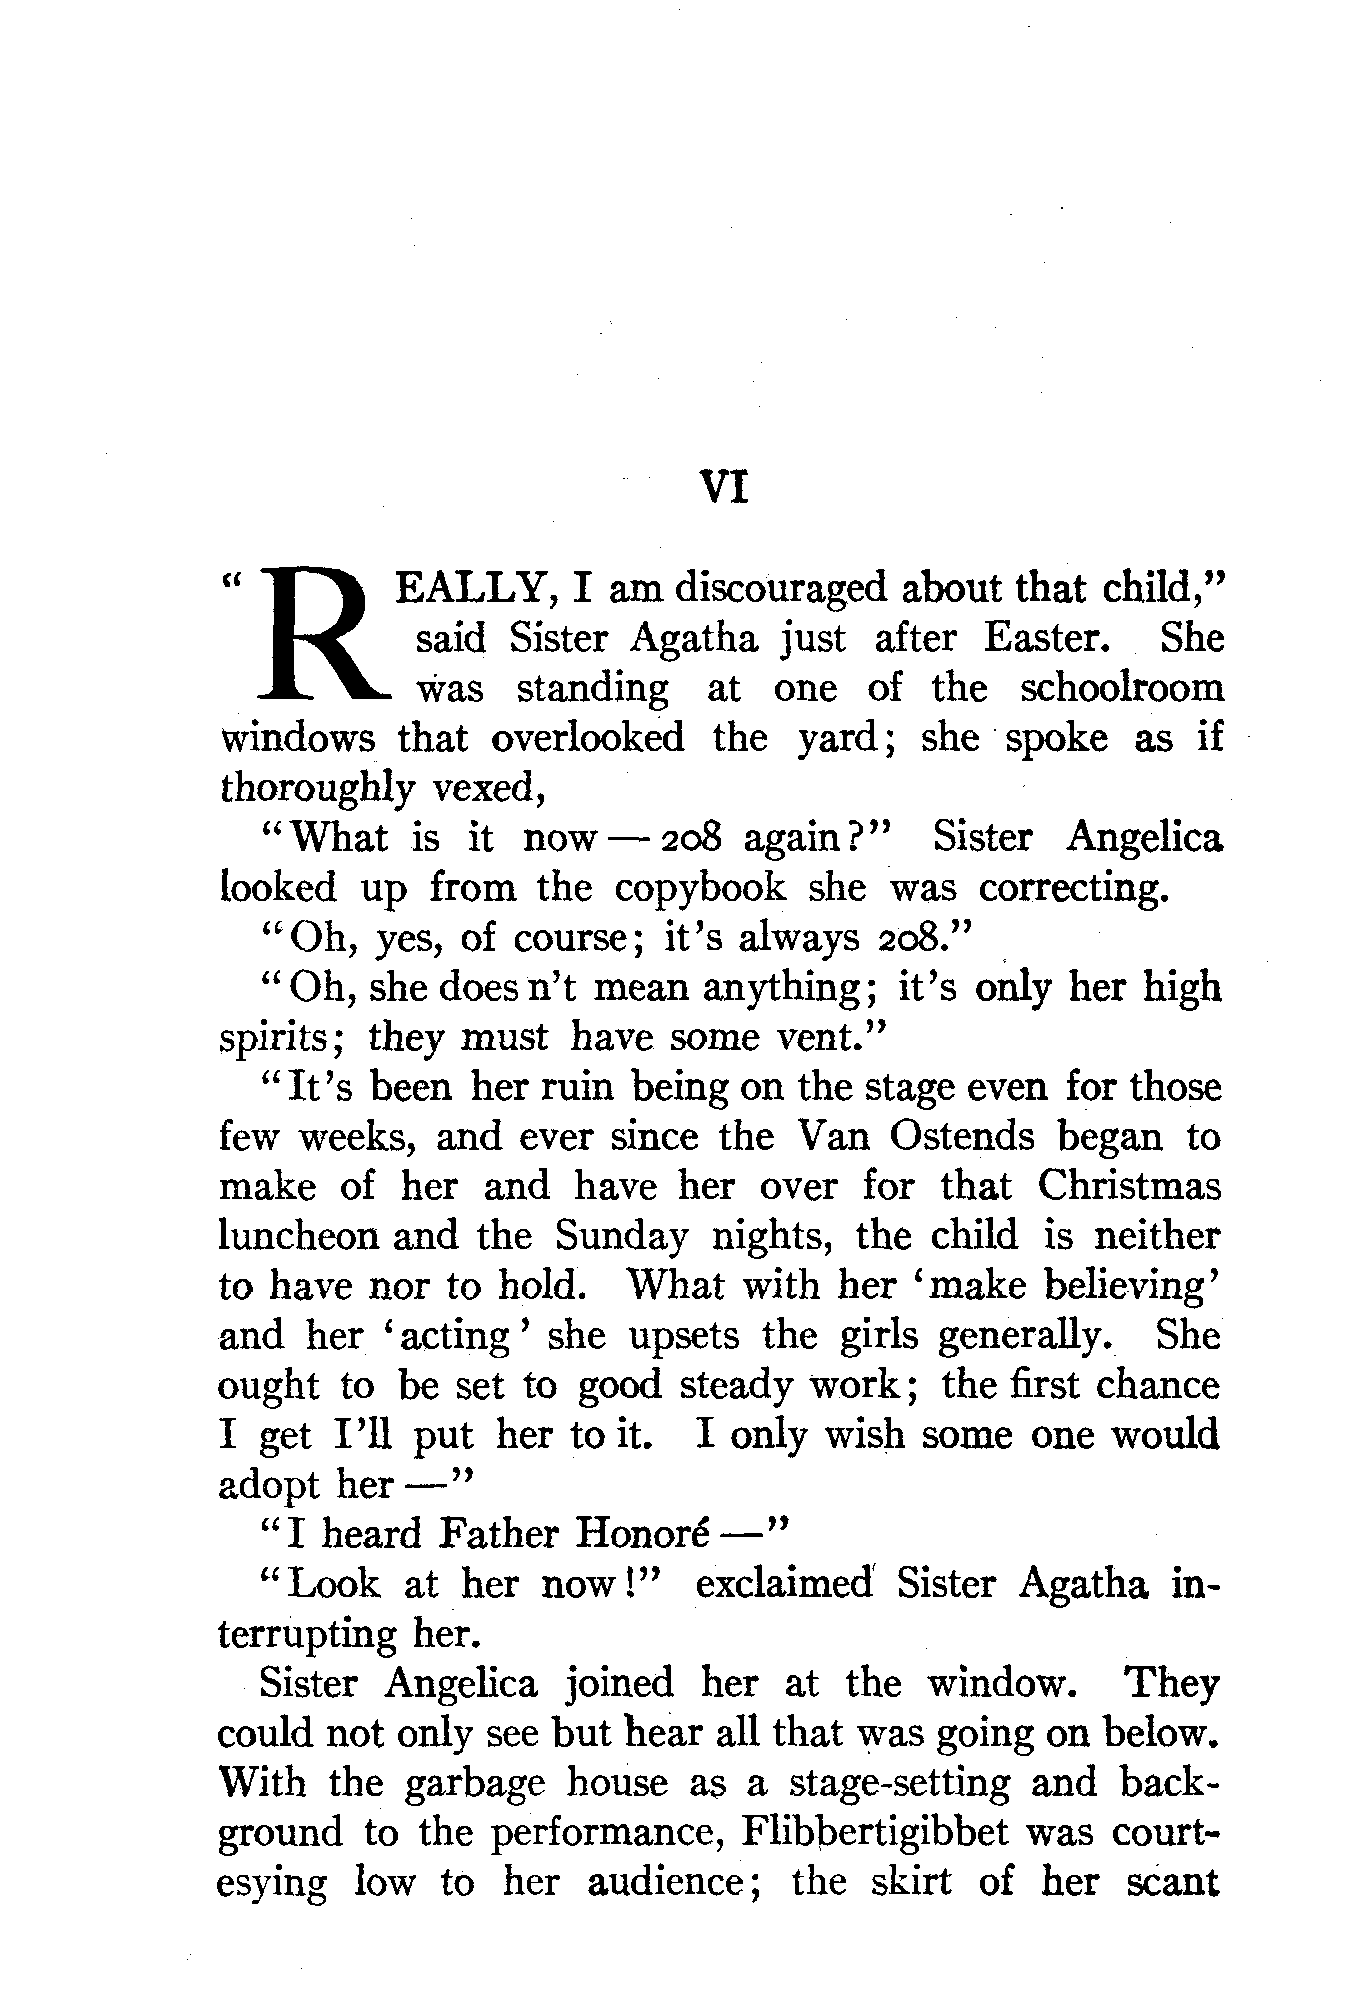 VI
“REALLY, I am discouraged about that child,”
said Sister Agatha just after Easter. She
was standing at one of the schoolroom
windows that overlooked the yard; she spoke as if
thoroughly vexed,
“What is it now — 208 again?” Sister Angelica
looked up from the copybook she was correcting.
“Oh, yes, of course; it’s always 208.”
“Oh, she does n’t mean anything; it’s only her high
spirits; they must have some vent.”
“It’s been her ruin being on the stage even for those
few weeks, and ever since the Van Ostends began to
make of her and have her over for that Christmas
luncheon and the Sunday nights, the child is neither
to have nor to hold. What with her ‘make believing’
and her ‘acting’ she upsets the girls generally. She
ought to be set to good steady work; the first chance
I get I’ll put her to it. I only wish some one would
adopt her —”
“I heard Father Honoré —”
“Look at her now!” exclaimed Sister Agatha in-
terrupting her.
Sister Angelica joined her at the window. They
could not only see but hear all that was going on below.
With the garbage house as a stage-setting and back-
ground to the performance, Flibbertigibbet was court-
esying low to her audience; the skirt of her scant